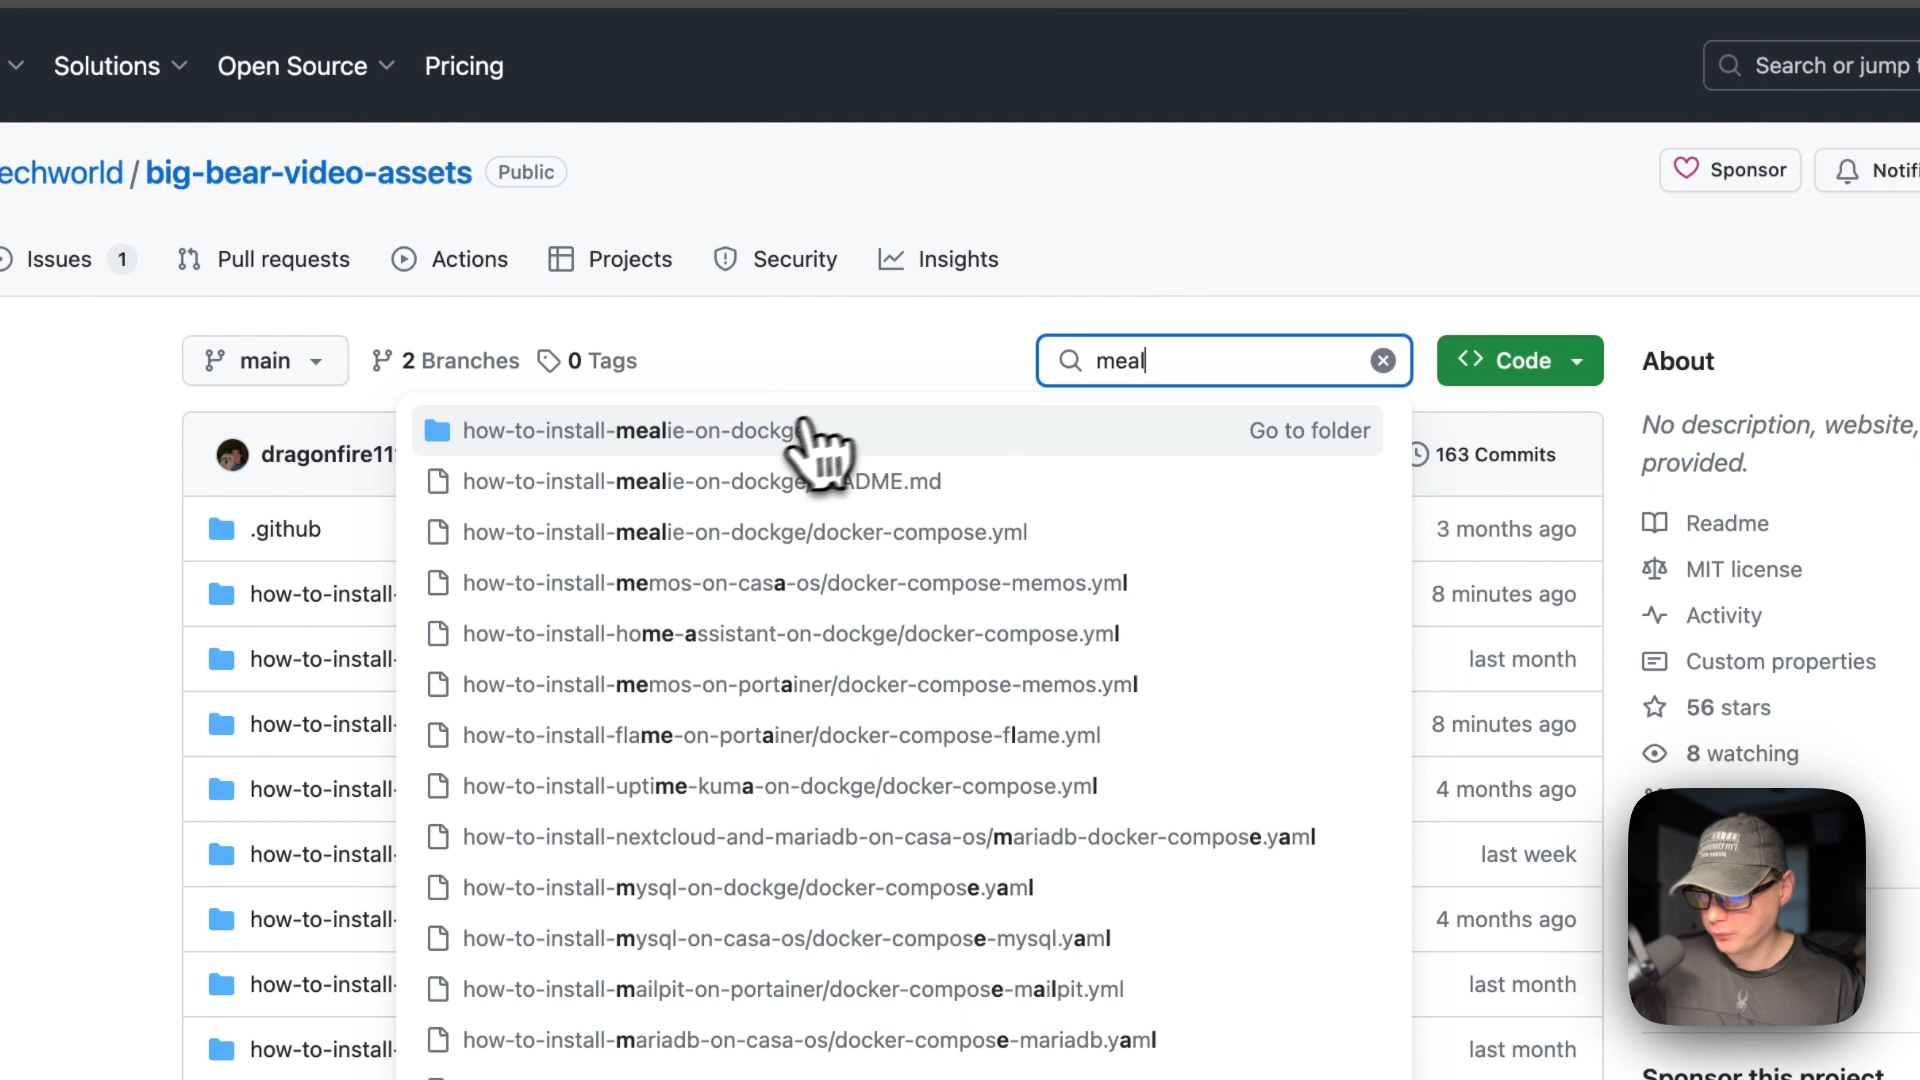 Solutions Open Source Pricing Search or jump t
echworld / big-bear-video-assets Public Sponsor Notifi
Issues 1 Pull requests Actions Projects Security Insights
main 2 Branches 0 Tags meal Code About
how-to-install-mealie-on-dockge Go to folder
No description, website,
provided.
dragonfire11 163 Commits
how-to-install-mealie-on-dockge/ DME.md
.github how-to-install-mealie-on-dockge/docker-compose.yml 3 months ago Readme
how-to-install- how-to-install-memos-on-casa-os/docker-compose-memos.yml 8 minutes ago MIT license
how-to-install-home-assistant-on-dockge/docker-compose.yml Activity
how-to-install- last month Custom properties
how-to-install-memos-on-portainer/docker-compose-memos.yml
how-to-install- how-to-install-flame-on-portainer/docker-compose-flame.yml 8 minutes ago 56 stars
how-to-install- how-to-install-uptime-kuma-on-dockge/docker-compose.yml 4 months ago 8 watching
how-to-install- how-to-install-nextcloud-and-mariadb-on-casa-os/mariadb-docker-compose.yaml last week
how-to-install-mysql-on-dockge/docker-compose.yaml
how-to-install- how-to-install-mysql-on-casa-os/docker-compose-mysql.yaml 4 months ago
how-to-install- how-to-install-mailpit-on-portainer/docker-compose-mailpit.yml last month
how-to-install- how-to-install-mariadb-on-casa-os/docker-compose-mariadb.yaml last month
Sponsor this project